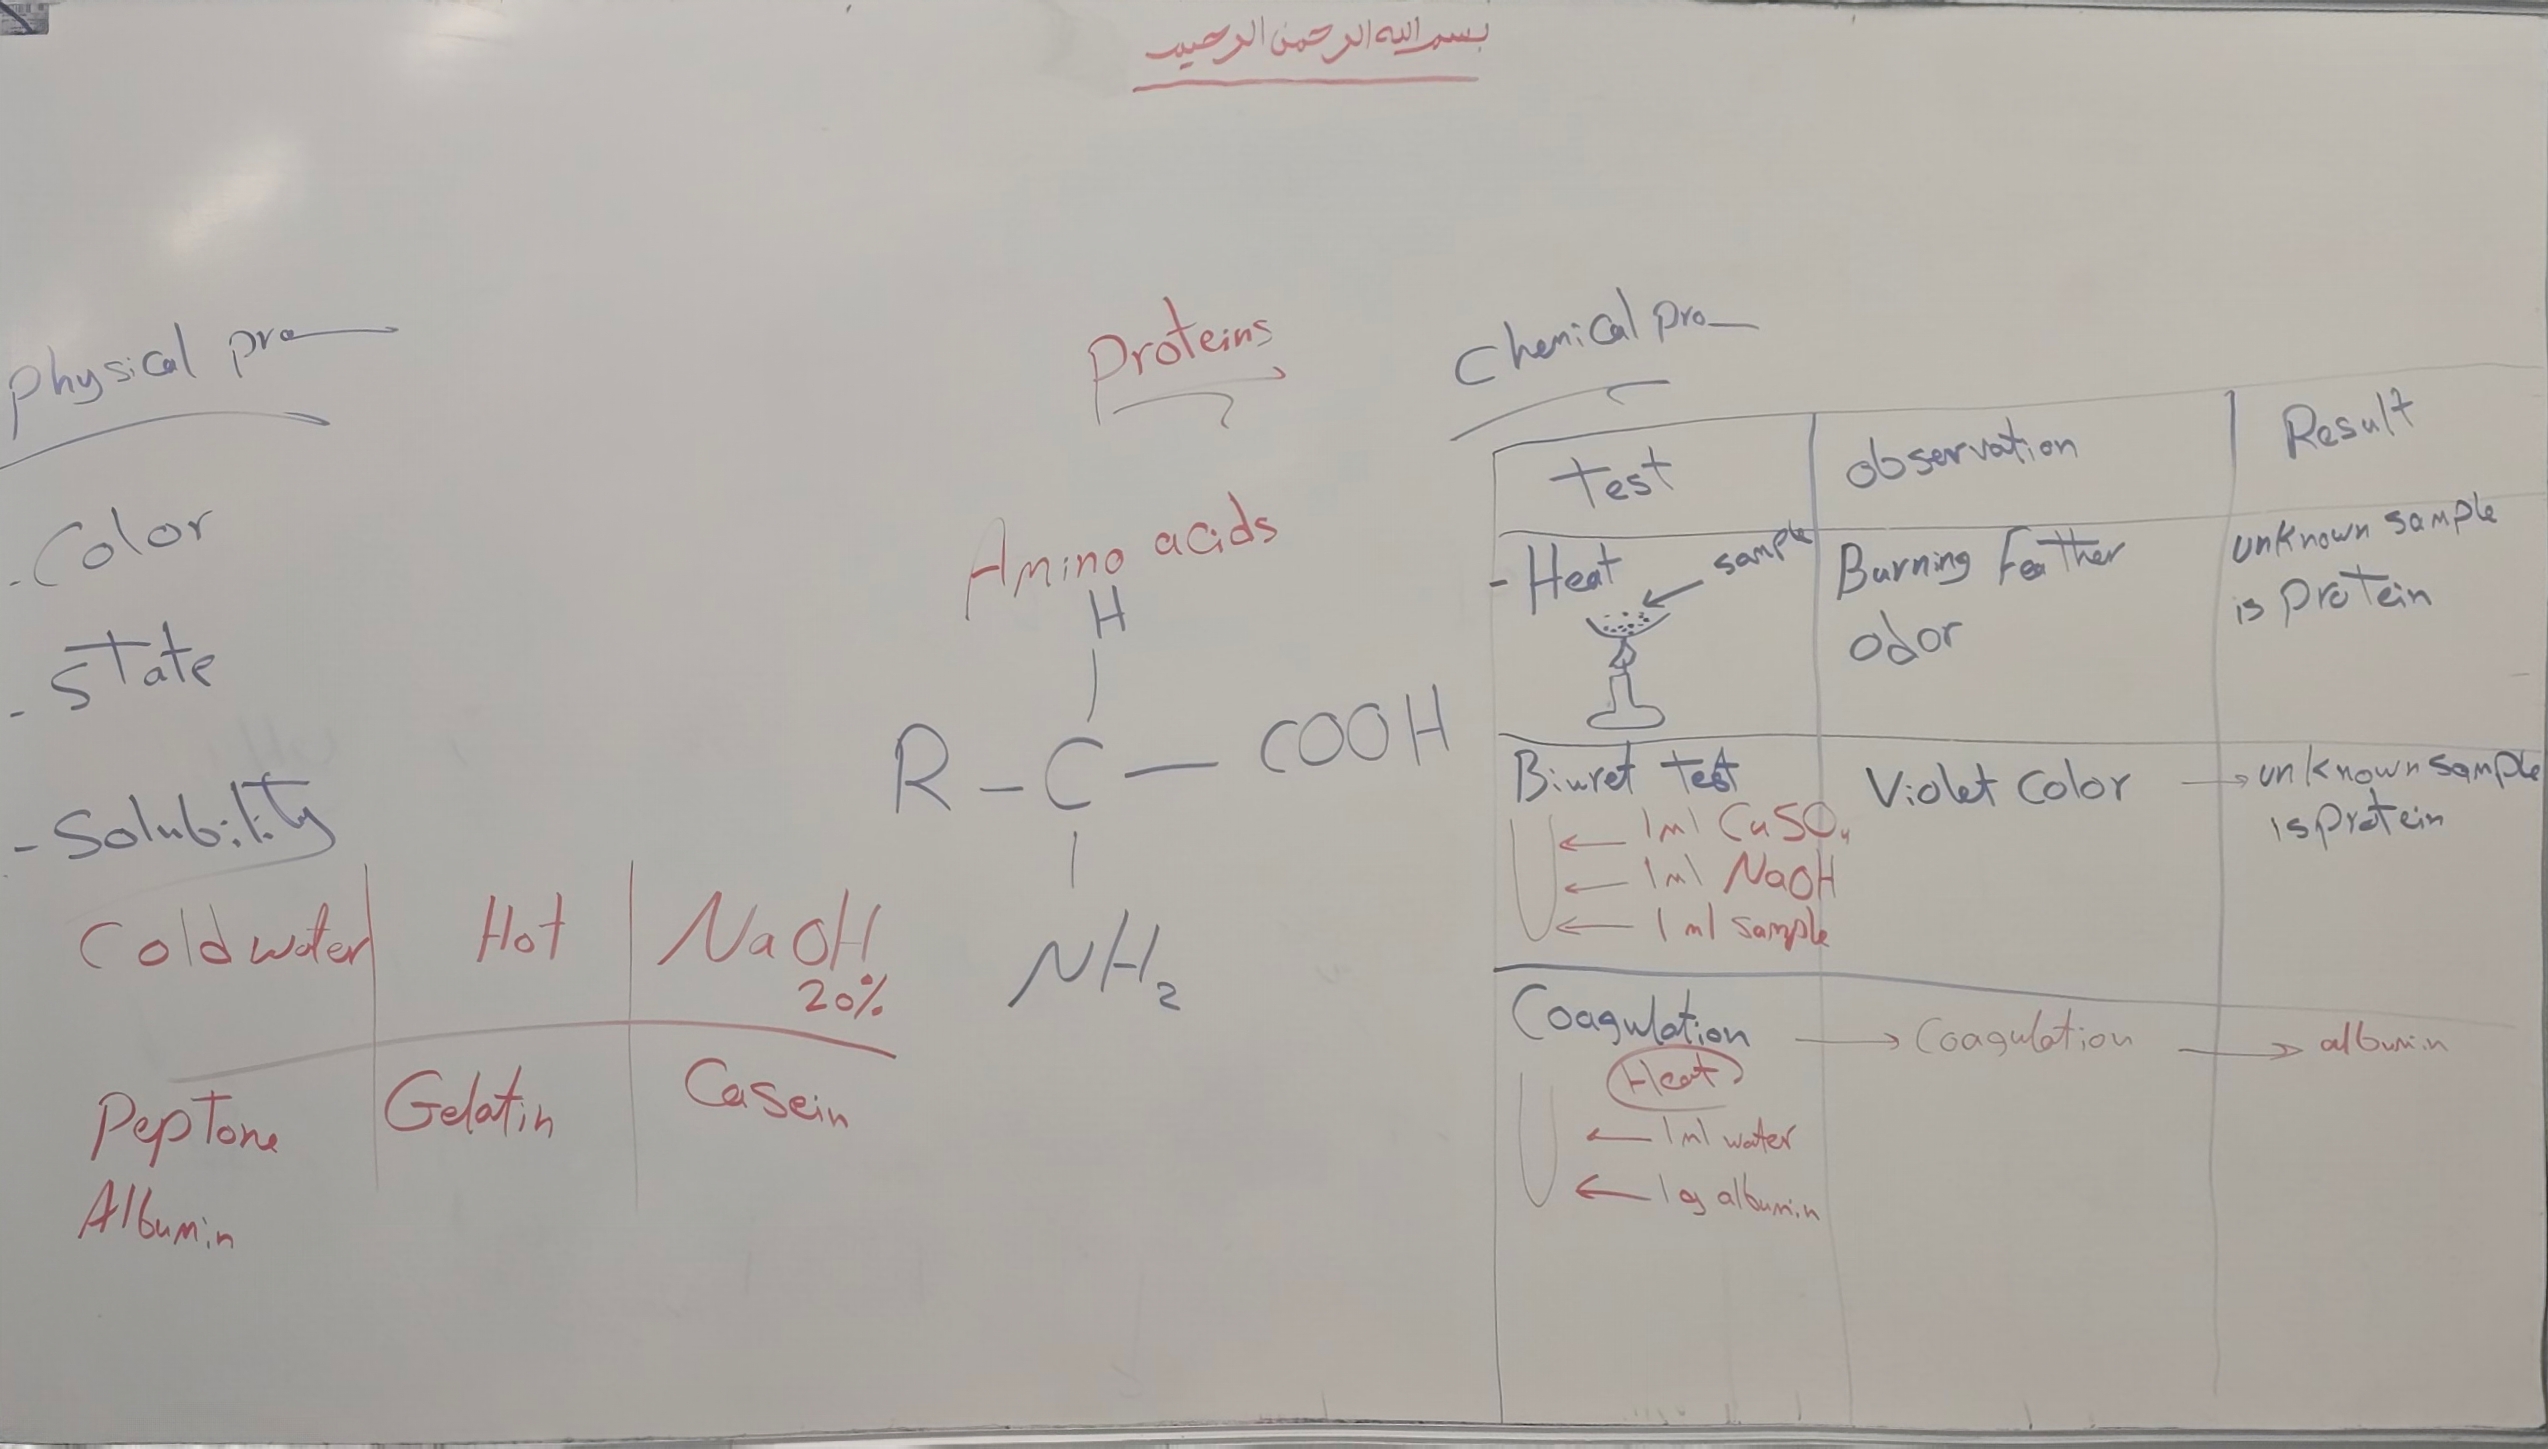 بسم الله الرحمن الرحيم
Physical pro
- Color
- State
- Solubility
Cold water
Hot
NaOH
20%
Peptone
Albumin
Gelatin
Casein
Proteins
Amino acids
H
R - C - COOH
NH2
Chemical pro
Test
observation
Result
- Heat
sample
Burning Feather
odor
unknown sample
is protein
Biuret test
1ml CuSO4
1ml NaOH
1ml sample
Violet color
→ unknown sample
is protein
Coagulation → Coagulation → albumin
Heat
1ml water
1g albumin